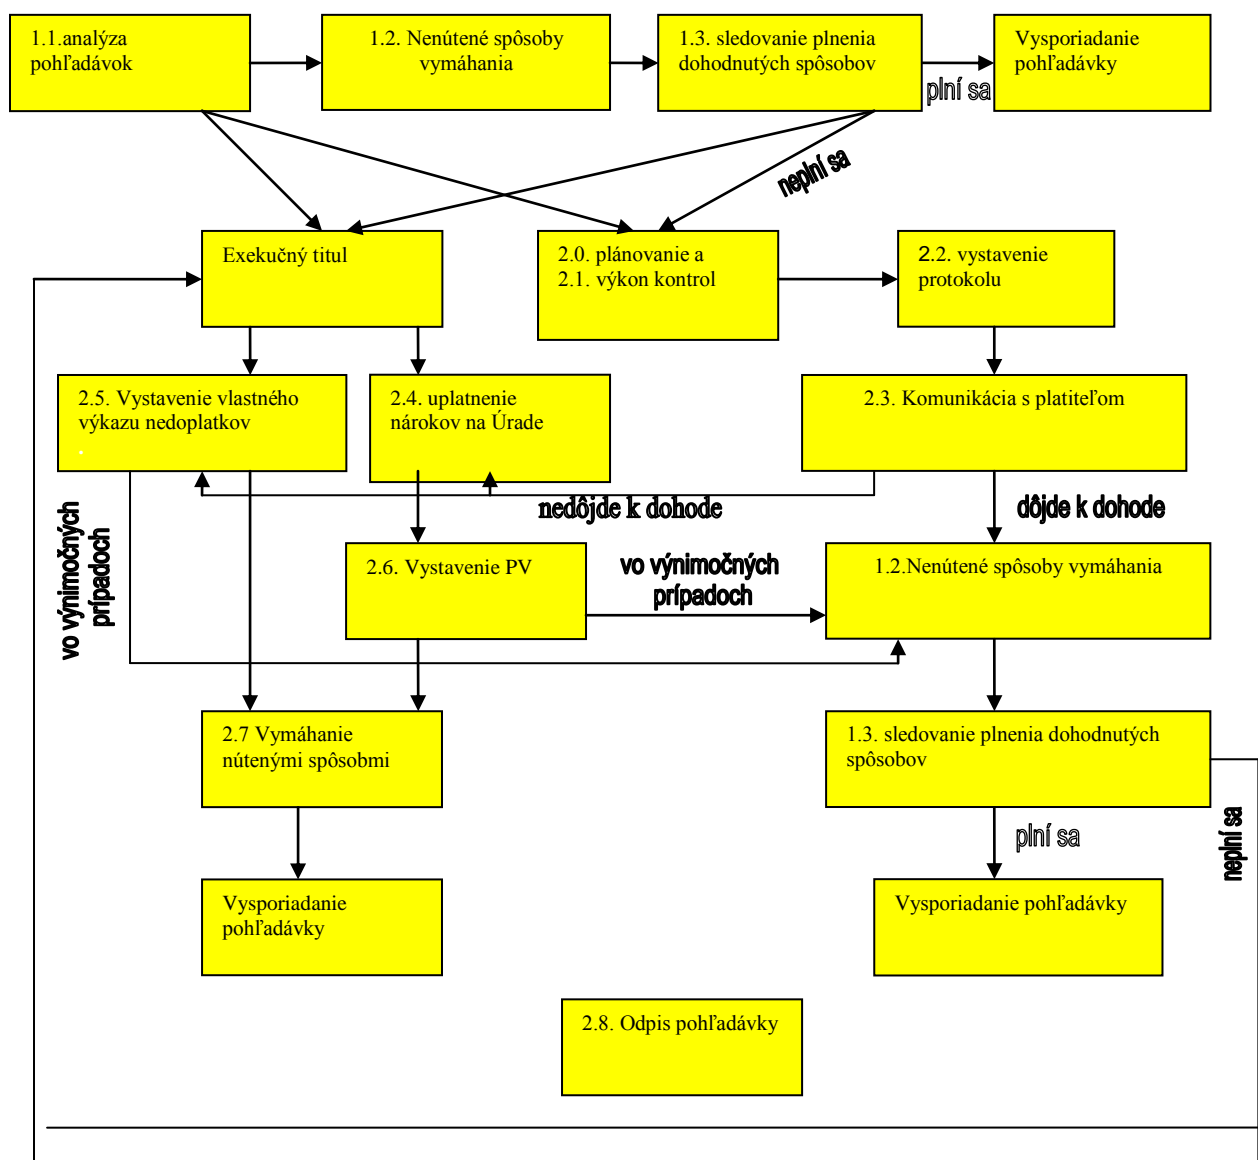 1.1.analýza
pohľadávok
1.2. Nenútené spôsoby
vymáhania
1.3. sledovanie plnenia
dohodnutých spôsobov
plní sa
Vysporiadanie
pohľadávky
neplní sa
Exekučný titul
2.0. plánovanie a
2.1. výkon kontrol
2.2. vystavenie
protokolu
2.5. Vystavenie vlastného
výkazu nedoplatkov
.
2.4. uplatnenie
nárokov na Úrade
2.3. Komunikácia s platiteľom
nedôjde k dohode
dôjde k dohode
vo výnimočných
prípadoch
2.6. Vystavenie PV
vo výnimočných
prípadoch
1.2.Nenútené spôsoby vymáhania
2.7 Vymáhanie
nútenými spôsobmi
1.3. sledovanie plnenia dohodnutých
spôsobov
plní sa
neplní sa
Vysporiadanie
pohľadávky
Vysporiadanie pohľadávky
2.8. Odpis pohľadávky